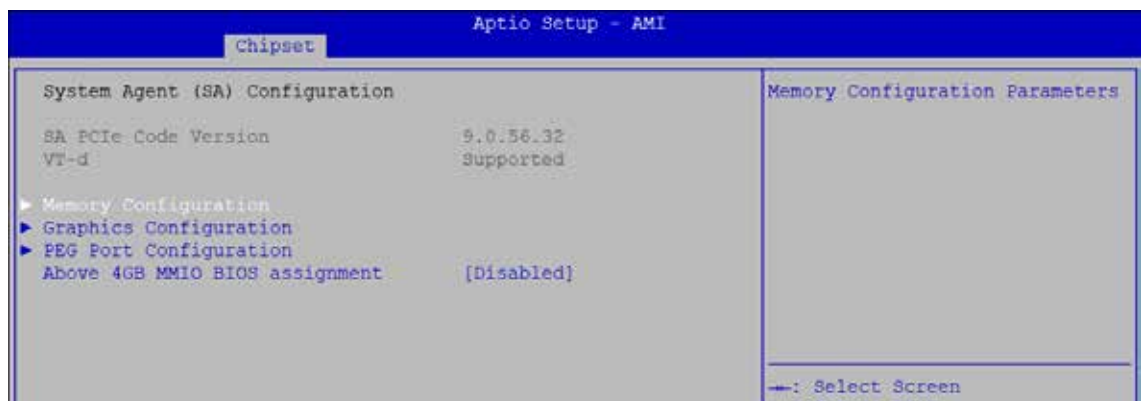 Aptio Setup - AMI
Chipset
System Agent (SA) Configuration
SA PCIe Code Version 9.0.56.32
VT-d Supported
► Memory Configuration
► Graphics Configuration
► PEG Port Configuration
Above 4GB MMIO BIOS assignment [Disabled]
Memory Configuration Parameters
→←: Select Screen